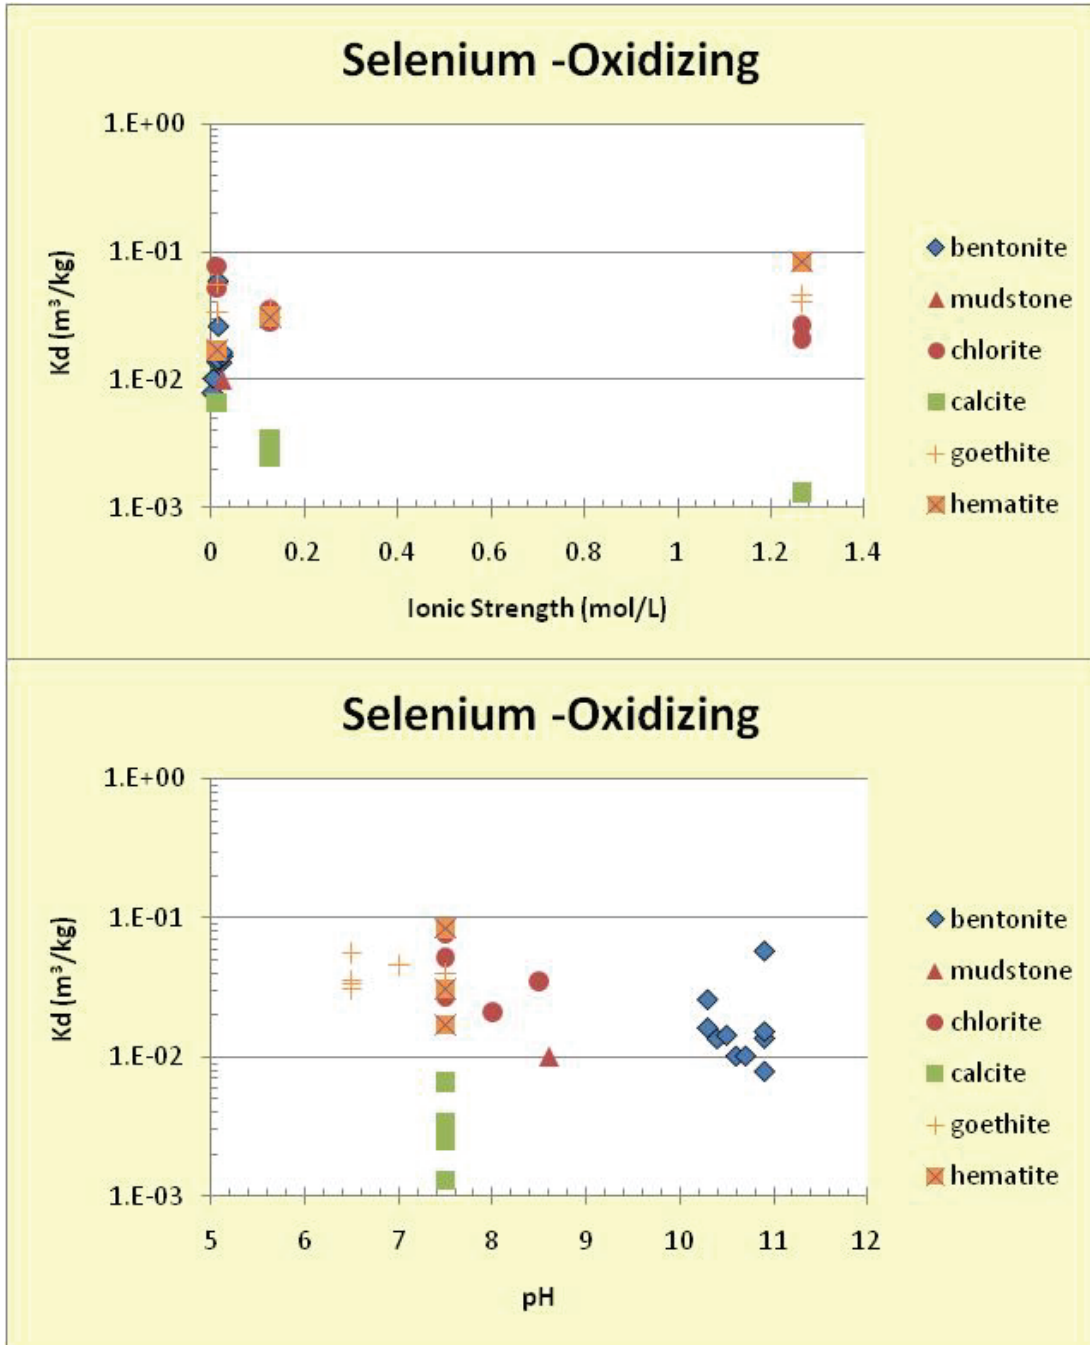 Selenium -Oxidizing
1.E+00
1.E-01
1.E-02
1.E-03
Kd (m³/kg)
0 0.2 0.4 0.6 0.8 1 1.2 1.4
Ionic Strength (mol/L)
bentonite
mudstone
chlorite
calcite
goethite
hematite
Selenium -Oxidizing
1.E+00
1.E-01
1.E-02
1.E-03
Kd (m³/kg)
5 6 7 8 9 10 11 12
pH
bentonite
mudstone
chlorite
calcite
goethite
hematite